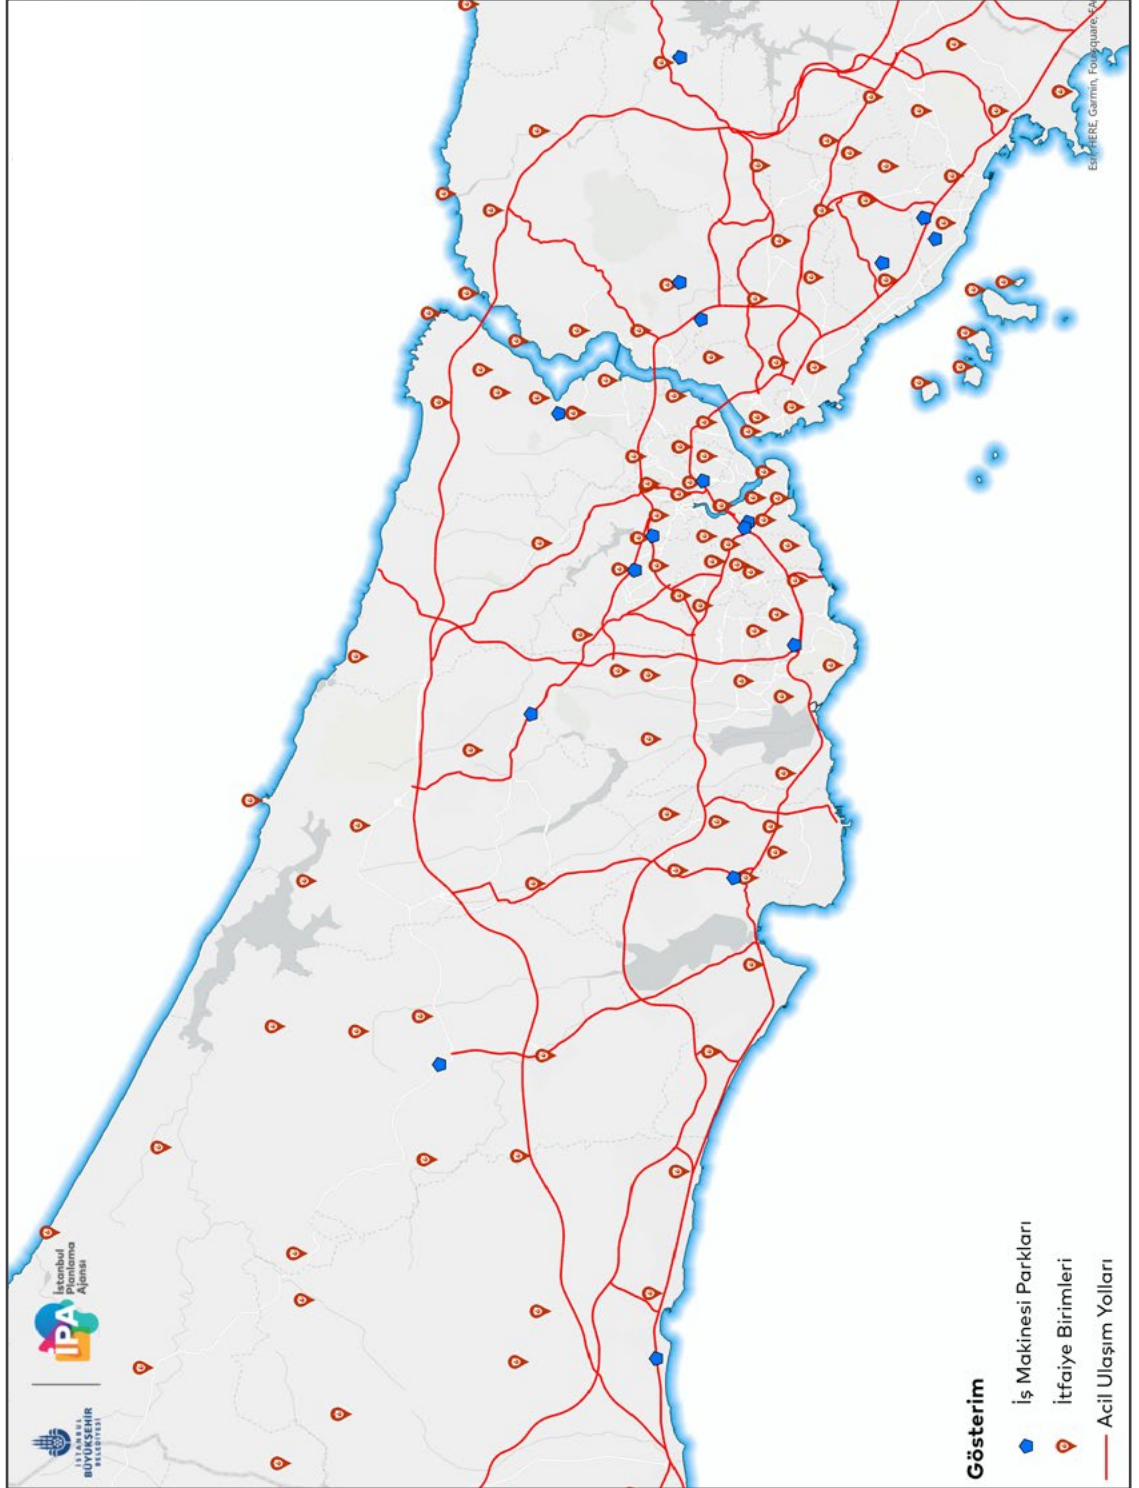 İSTANBUL
BÜYÜKŞEHİR
BELEDİYESİ
İPA
İstanbul
Planlama
Ajansı
Gösterim
İş Makinesi Parkları
İtfaiye Birimleri
Acil Ulaşım Yolları
Esri, HERE, Garmin, Foursquare, FA